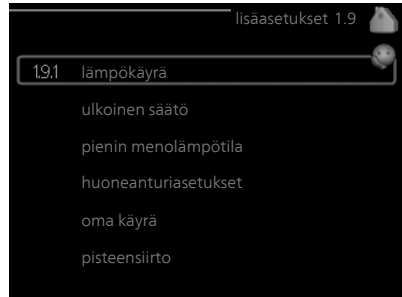 lisäasetukset 1.9
1.9.1 lämpökäyrä
ulkoinen säätö
pienin menolämpötila
huoneanturiasetukset
oma käyrä
pisteensiirto